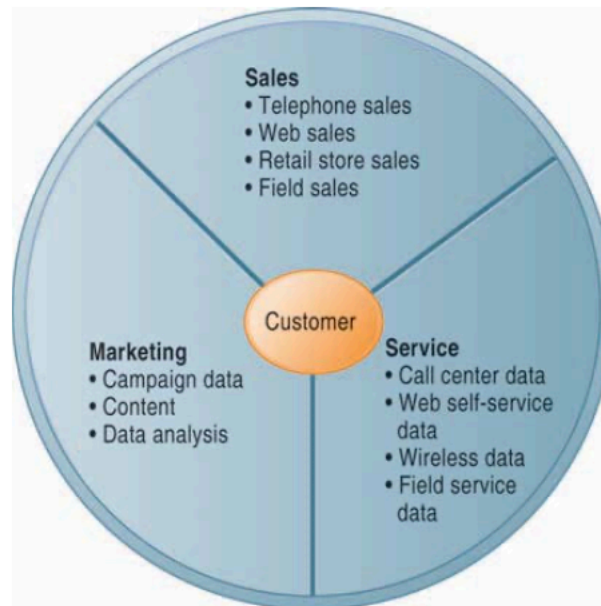 Sales
• Telephone sales
• Web sales
• Retail store sales
• Field sales
Customer
Marketing
• Campaign data
• Content
• Data analysis
Service
• Call center data
• Web self-service
data
• Wireless data
• Field service
data